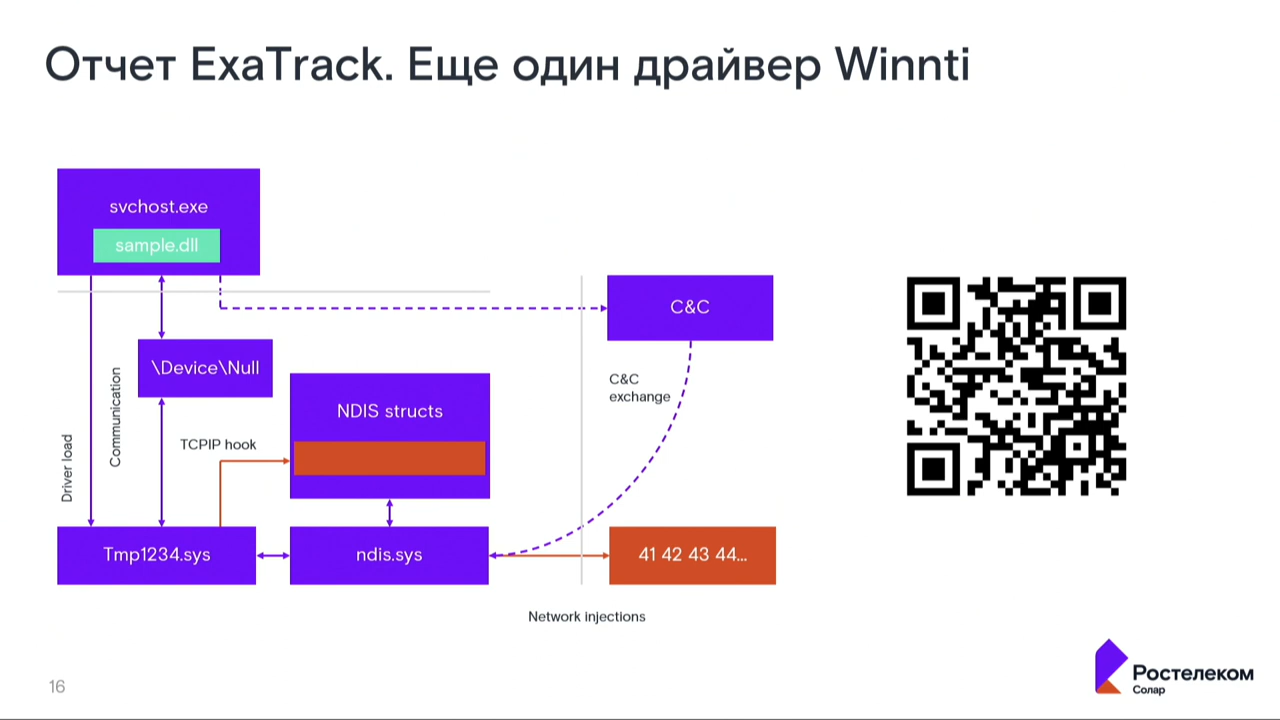 Отчет ExaTrack. Еще один драйвер Winnti
svchost.exe
sample.dll
C&C
\Device\Null
C&C
exchange
NDIS structs
Communication
TCPIP hook
Driver load
Tmp1234.sys
ndis.sys
41 42 43 44...
Network injections
16
Ростелеком
Солар